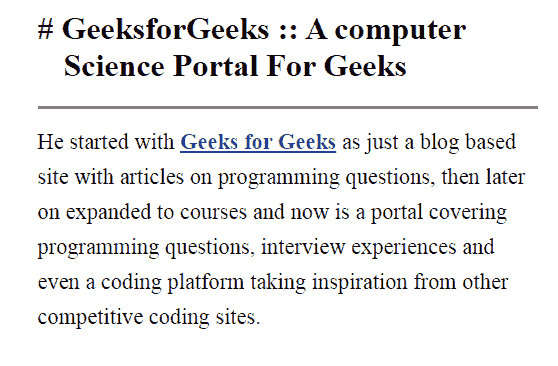 # GeeksforGeeks :: A computer
Science Portal For Geeks
He started with Geeks for Geeks as just a blog based
site with articles on programming questions, then later
on expanded to courses and now is a portal covering
programming questions, interview experiences and
even a coding platform taking inspiration from other
competitive coding sites.